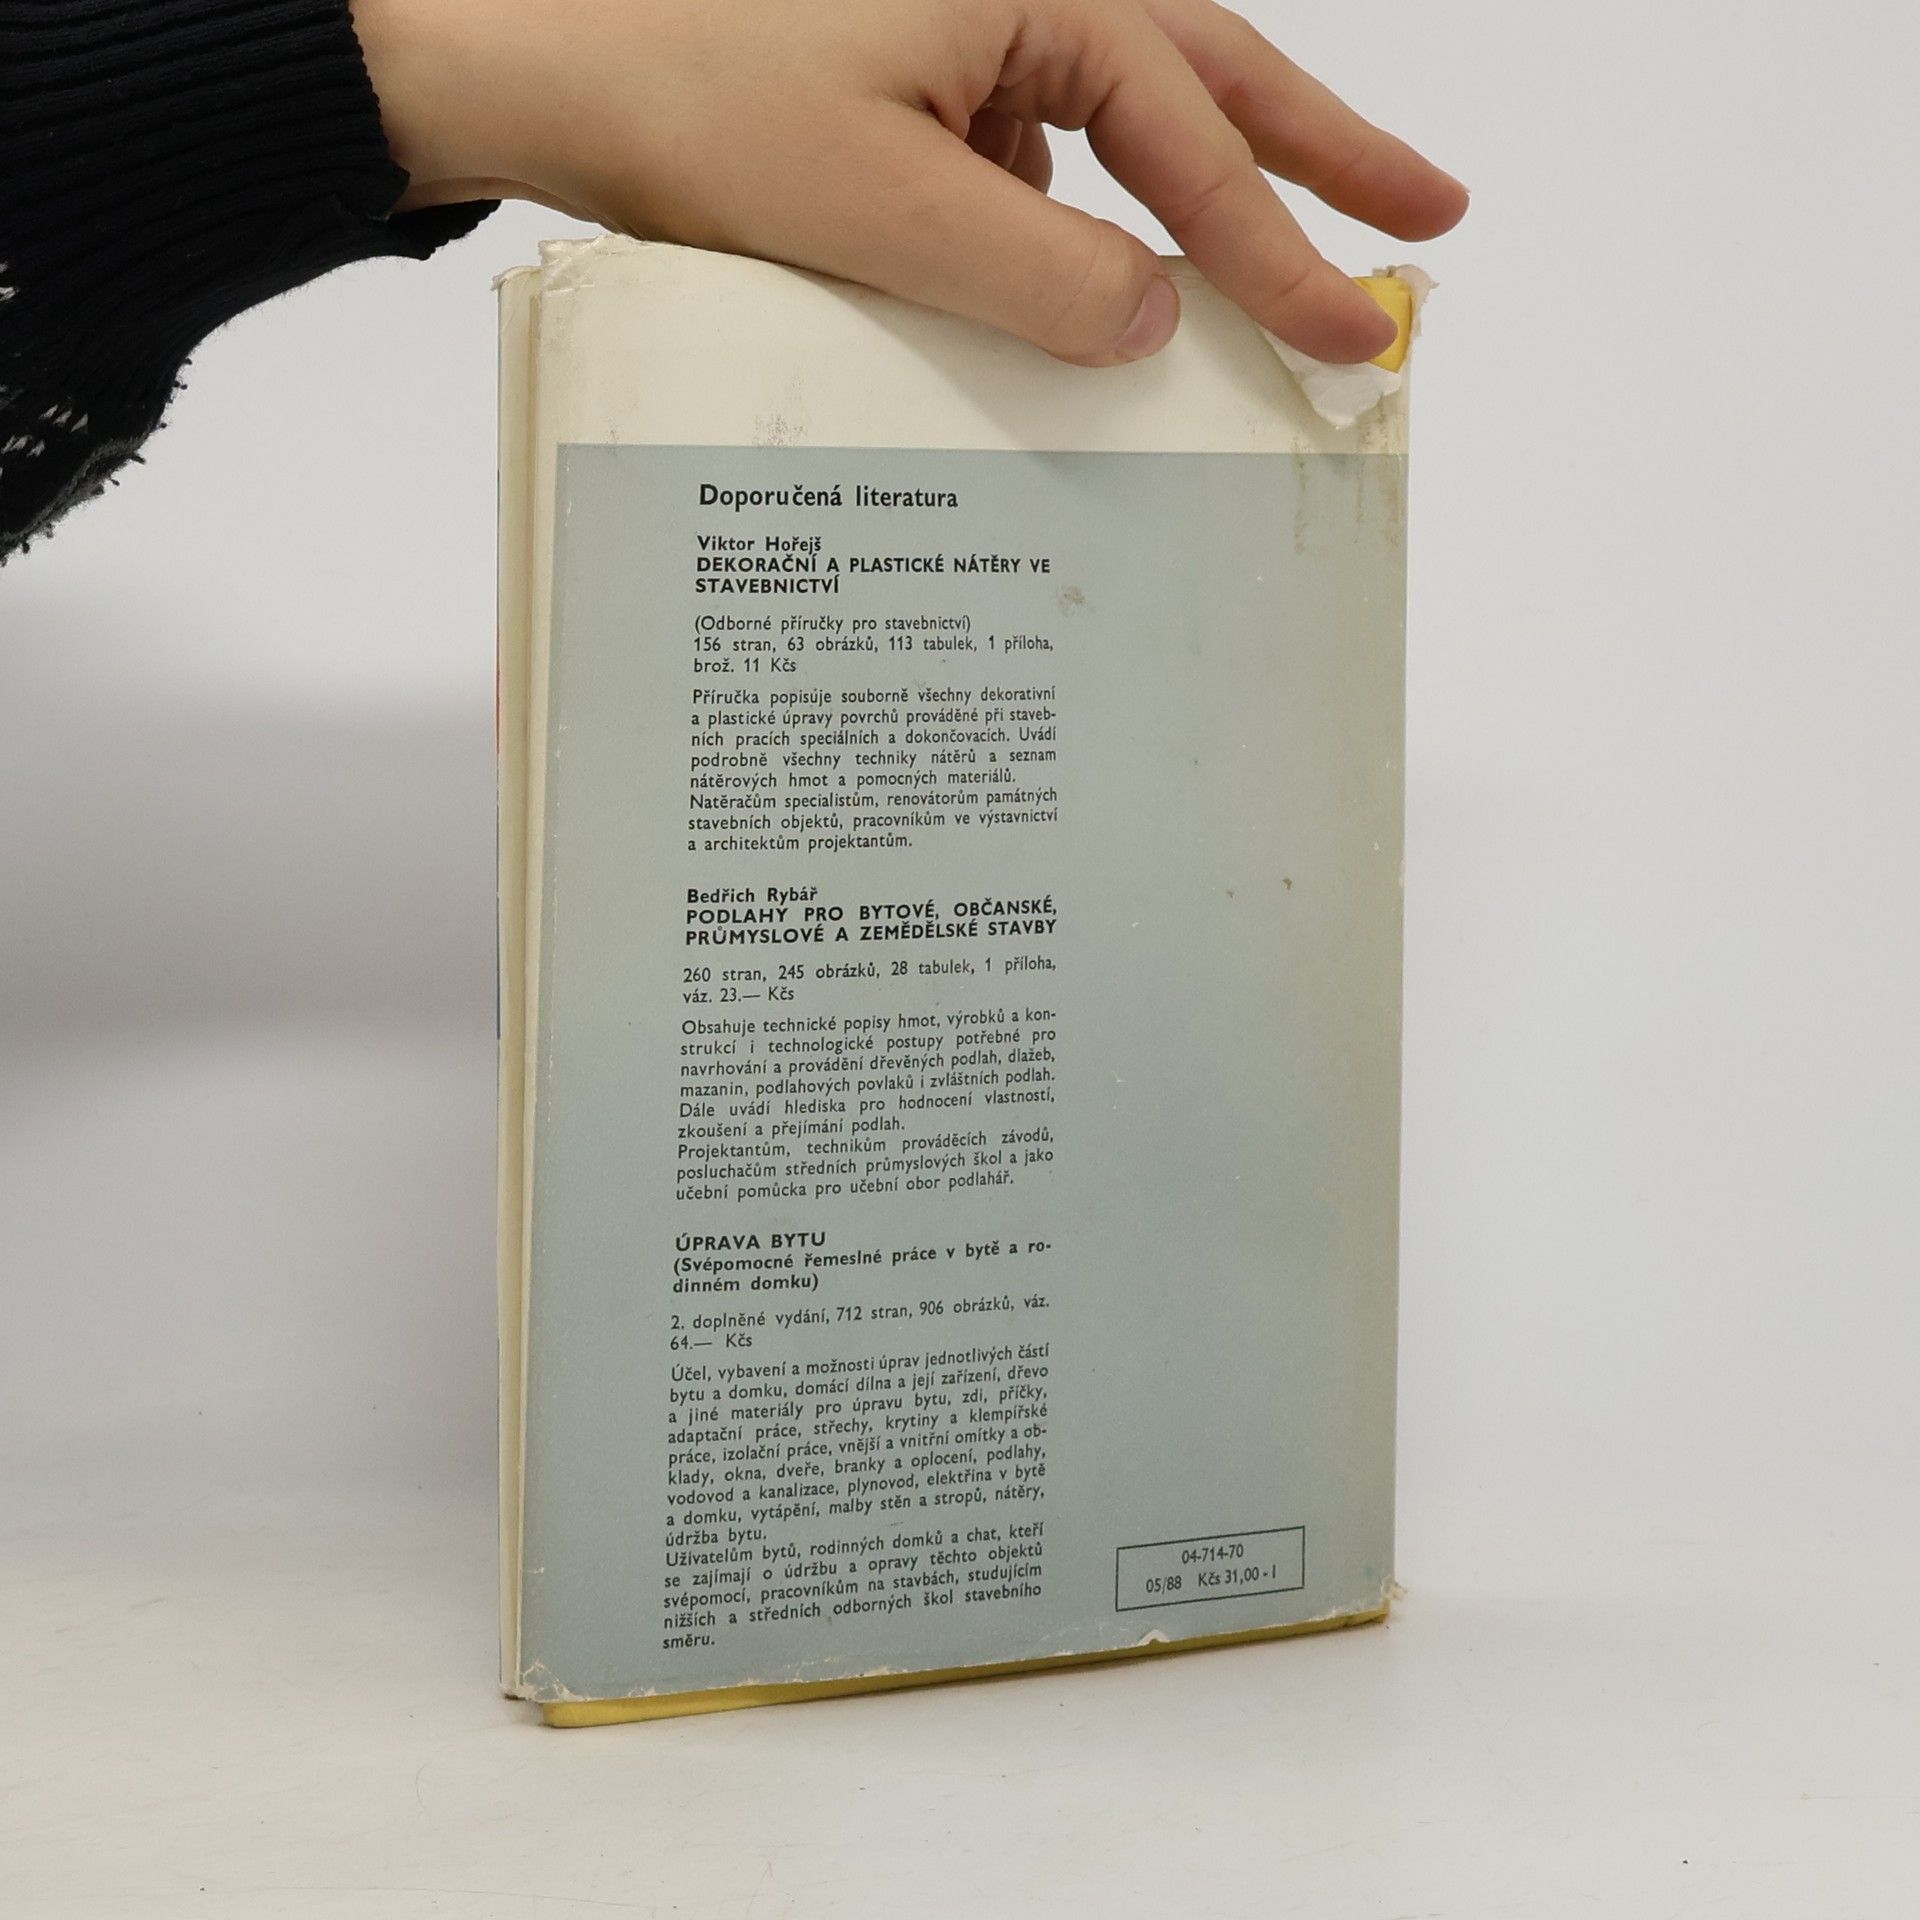 Doporučená literatura
Viktor Hořejš
DEKORAČNÍ A PLASTICKÉ NÁTĚRY VE
STAVEBNICTVÍ
(Odborné příručky pro stavebnictví)
156 stran, 63 obrázků, 113 tabulek, 1 příloha,
brož. 11 Kčs
Příručka popisuje souborně všechny dekorativní
a plastické úpravy povrchů prováděné při staveb-
ních pracích speciálních a dokončovacích. Uvádí
podrobně všechny techniky nátěrů a seznam
nátěrových hmot a pomocných materiálů.
Natěračům specialistům, renovátorům památných
stavebních objektů, pracovníkům ve výstavnictví
a architektům projektantům.
Bedřich Rybář
PODLAHY PRO BYTOVÉ, OBČANSKÉ,
PRŮMYSLOVÉ A ZEMĚDĚLSKÉ STAVBY
260 stran, 245 obrázků, 28 tabulek, 1 příloha,
váz. 23.— Kčs
Obsahuje technické popisy hmot, výrobků a kon-
strukcí i technologické postupy potřebné pro
navrhování a provádění dřevěných podlah, dlažeb,
mazanin, podlahových povlaků i zvláštních podlah.
Dále uvádí hlediska pro hodnocení vlastností,
zkoušení a přejímání podlah.
Projektantům, technikům prováděcích závodů,
posluchačům středních průmyslových škol a jako
učební pomůcka pro učební obor podlahář.
ÚPRAVA BYTU
(Svépomocné řemeslné práce v bytě a ro-
dinném domku)
2. doplněné vydání, 712 stran, 906 obrázků, váz.
64.— Kčs
Účel, vybavení a možnosti úprav jednotlivých částí
bytu a domku, domácí dílna a její zařízení, dřevo
a jiné materiály pro úpravu bytu, zdi, příčky,
adaptační práce, střechy, krytiny a klempířské
práce, izolační práce, vnější a vnitřní omítky a ob-
klady, okna, dveře, branky a oplocení, podlahy,
vodovod a kanalizace, plynovod, elektřina v bytě
a domku, vytápění, malby stěn a stropů, nátěry,
údržba bytu.
Uživatelům bytů, rodinných domků a chat, kteří
se zajímají o údržbu a opravy těchto objektů
svépomocí, pracovníkům na stavbách, studujícím
nižších a středních odborných škol stavebního
směru.
04-714-70
05/88 Kčs 31,00 - I